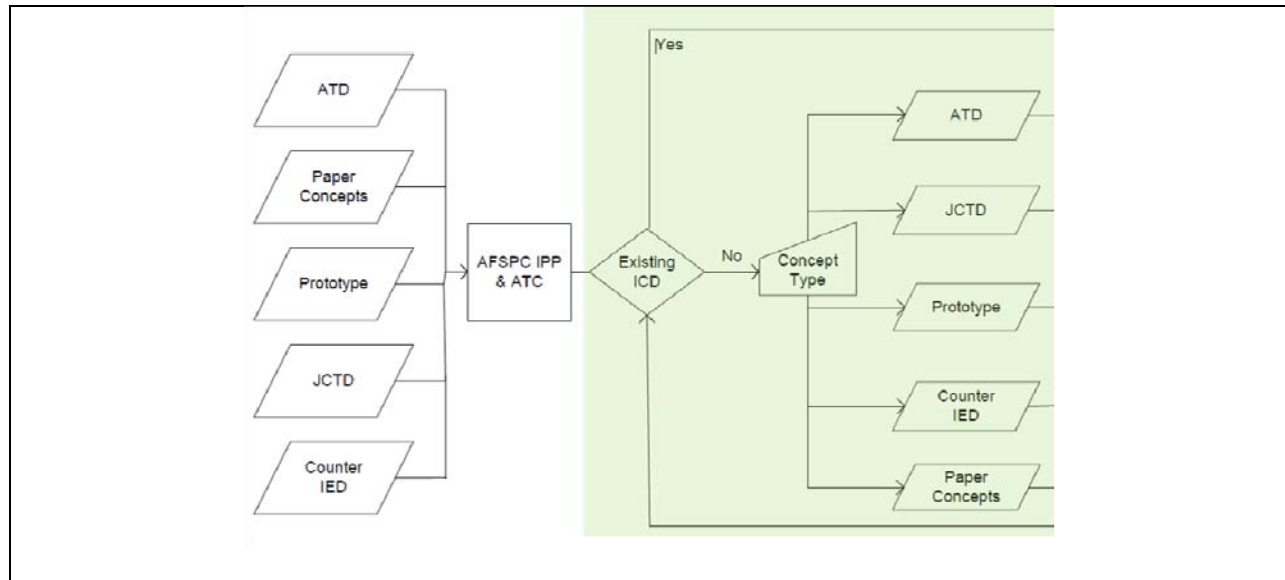 ATD
Paper
Concepts
Prototype
JCTD
Counter
IED
AFSPC IPP
& ATC
Yes
Existing
ICD
No
Concept
Type
ATD
JCTD
Prototype
Counter
IED
Paper
Concepts